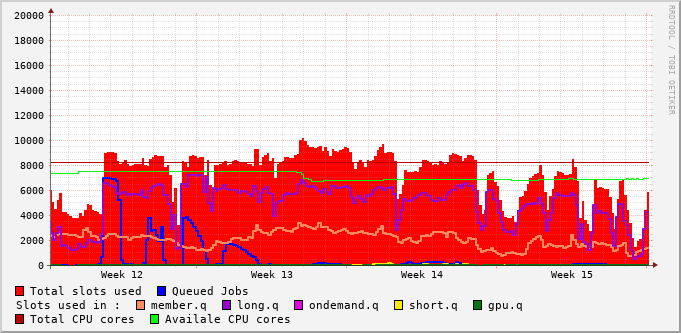 RRDTOOL / TOBI OETIKER
20000
18000
16000
14000
12000
10000
8000
6000
4000
2000
0
Week 12 Week 13 Week 14 Week 15
Total slots used Queued Jobs
Slots used in : member.q long.q ondemand.q short.q gpu.q
Total CPU cores Availale CPU cores